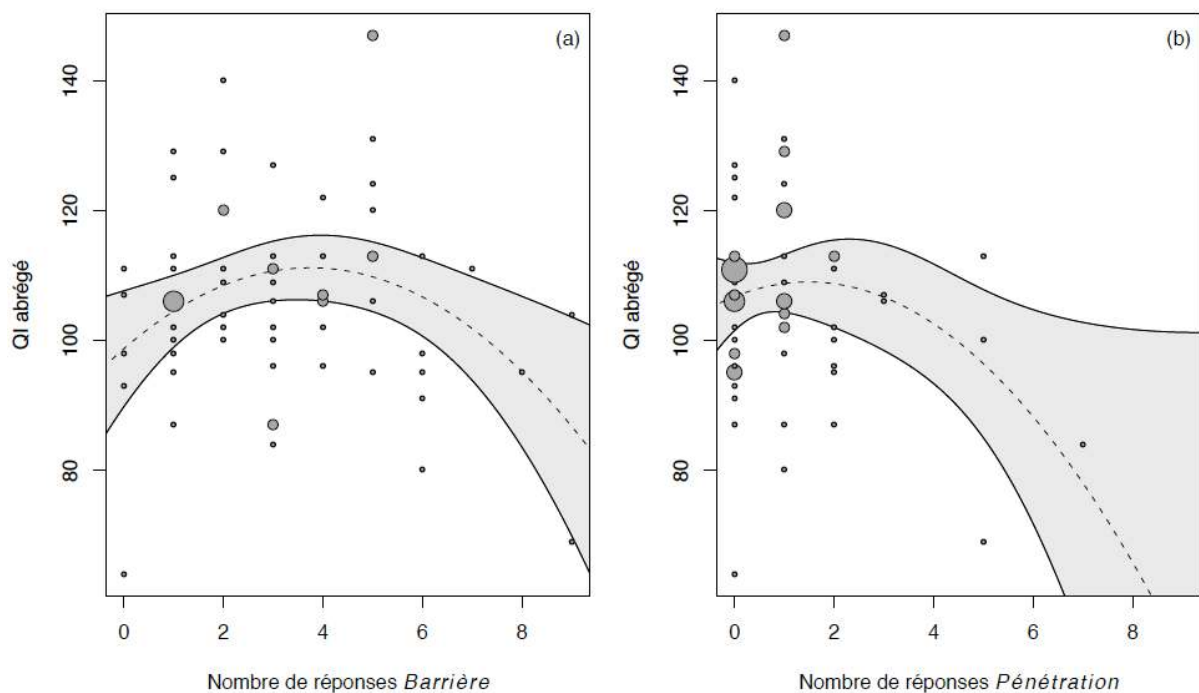 (a)
140
120
100
80
QI abrégé
0 2 4 6 8
Nombre de réponses Barrière
(b)
140
120
100
80
QI abrégé
0 2 4 6 8
Nombre de réponses Pénétration